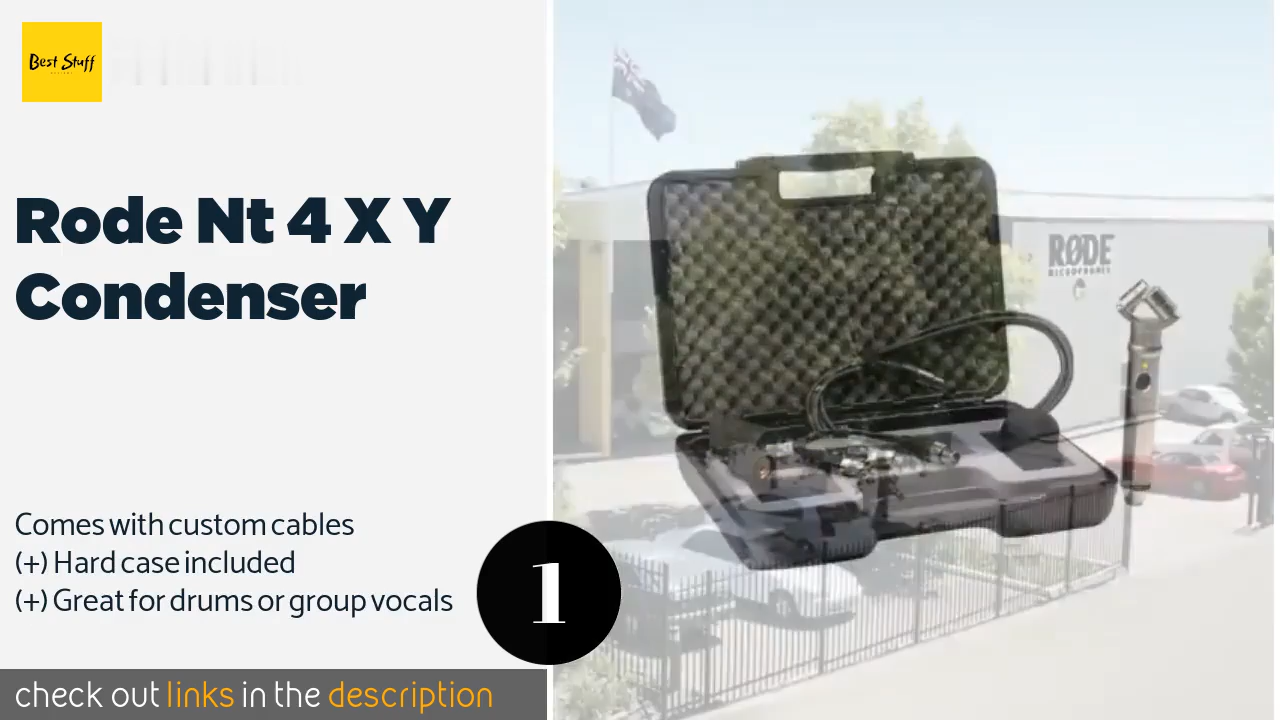 Best Stuff
Rode Nt 4 X Y
Condenser
RØDE
MICROPHONES
Comes with custom cables
(+) Hard case included
(+) Great for drums or group vocals
1
check out links in the description